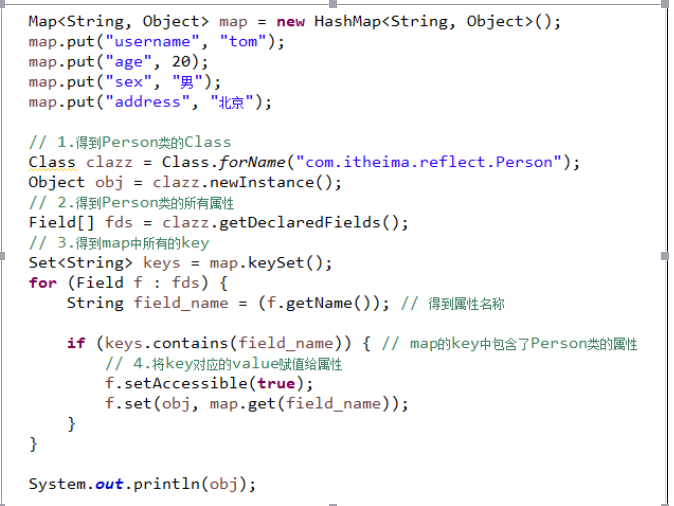 Map<String, Object> map = new HashMap<String, Object>();
map.put("username", "tom");
map.put("age", 20);
map.put("sex", "男");
map.put("address", "北京");
// 1.得到Person类的Class
Class clazz = Class.forName("com.itheima.reflect.Person");
Object obj = clazz.newInstance();
// 2.得到Person类的所有属性
Field[] fds = clazz.getDeclaredFields();
// 3.得到map中所有的key
Set<String> keys = map.keySet();
for (Field f : fds) {
String field_name = (f.getName()); // 得到属性名称
if (keys.contains(field_name)) { // map的key中包含了Person类的属性
// 4.将key对应的value赋值给属性
f.setAccessible(true);
f.set(obj, map.get(field_name));
}
}
System.out.println(obj);